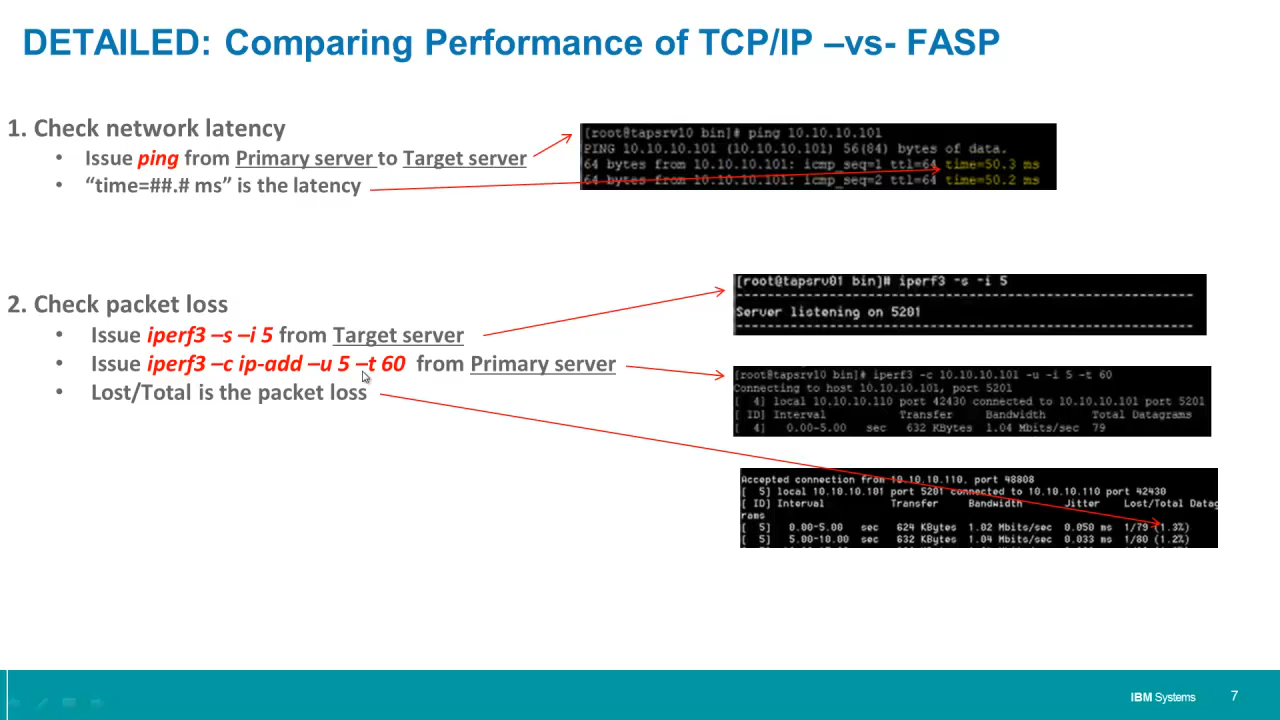 DETAILED: Comparing Performance of TCP/IP –vs- FASP
1. Check network latency
• Issue ping from Primary server to Target server
• “time=##.# ms” is the latency
[root@tapsrv10 bin]# ping 10.10.10.101
PING 10.10.10.101 (10.10.10.101) 56(84) bytes of data.
64 bytes from 10.10.10.101: icmp_seq=1 ttl=64 time=50.3 ms
64 bytes from 10.10.10.101: icmp_seq=2 ttl=64 time=50.2 ms
2. Check packet loss
• Issue iperf3 –s –i 5 from Target server
• Issue iperf3 –c ip-add –u 5 –t 60 from Primary server
• Lost/Total is the packet loss
[root@tapsrv01 bin]# iperf3 -s -i 5
Server listening on 5201
[root@tapsrv10 bin]# iperf3 -c 10.10.10.101 -u -i 5 -t 60
Connecting to host 10.10.10.101, port 5201
[ 4] local 10.10.10.110 port 42430 connected to 10.10.10.101 port 5201
[ ID] Interval Transfer Bandwidth Total Datagrams
[ 4] 0.00-5.00 sec 632 KBytes 1.04 Mbits/sec 79
Accepted connection from 10.10.10.110, port 48808
[ 5] local 10.10.10.101 port 5201 connected to 10.10.10.110 port 42430
[ ID] Interval Transfer Bandwidth Jitter Lost/Total Datag
rams
[ 5] 0.00-5.00 sec 624 KBytes 1.02 Mbits/sec 0.050 ms 1/79 (1.3%)
[ 5] 5.00-10.00 sec 632 KBytes 1.04 Mbits/sec 0.033 ms 1/80 (1.2%)
IBM Systems
7